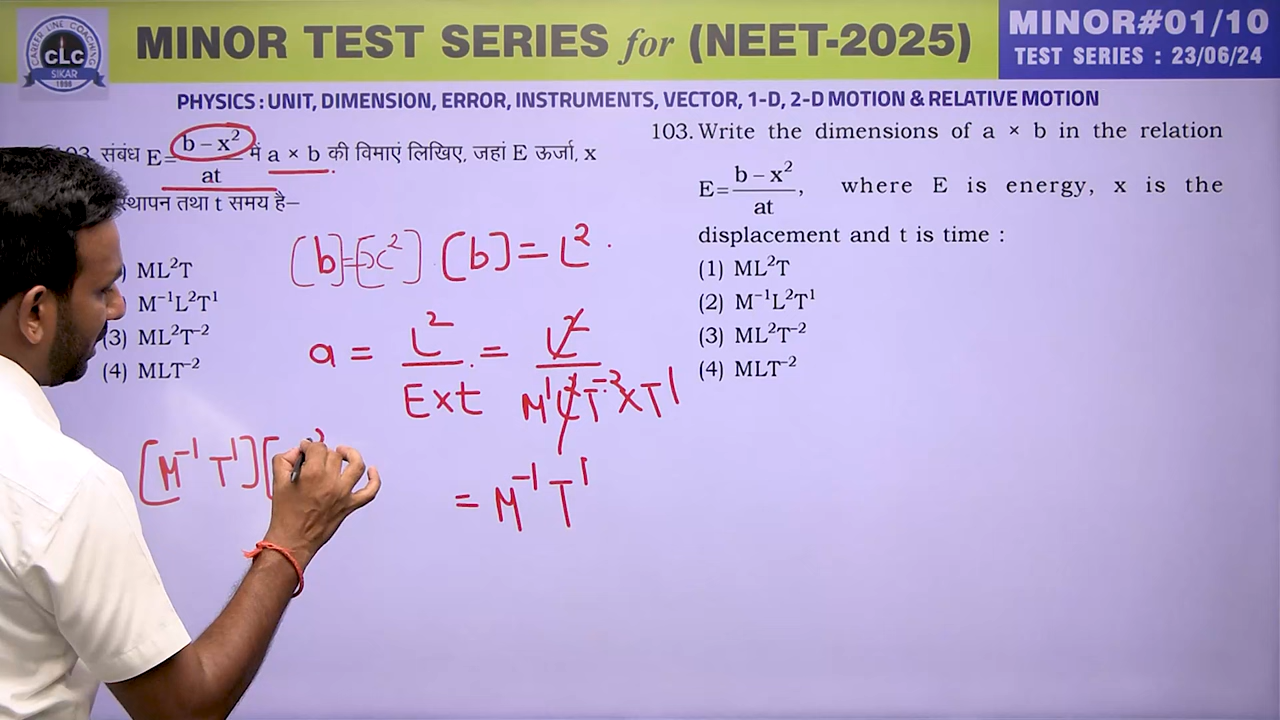 CAREER LINE COACHING
CLC
SIKAR
1996
MINOR TEST SERIES for (NEET-2025)
MINOR#01/10
TEST SERIES : 23/06/24
PHYSICS : UNIT, DIMENSION, ERROR, INSTRUMENTS, VECTOR, 1-D, 2-D MOTION & RELATIVE MOTION
संबंध E= b – x² / at में a × b की विमाएं लिखिए, जहां E ऊर्जा, x
स्थापन तथा t समय है–
ML²T
M⁻¹L²T¹
(3) ML²T⁻²
(4) MLT⁻²
103. Write the dimensions of a × b in the relation
E= b – x² / at, where E is energy, x is the
displacement and t is time :
(1) ML²T
(2) M⁻¹L²T¹
(3) ML²T⁻²
(4) MLT⁻²
[b]=[x²] [b] = L².
a = L² / E×t = L² / M¹L²T⁻²×T¹
= M⁻¹T¹
[M⁻¹T¹][